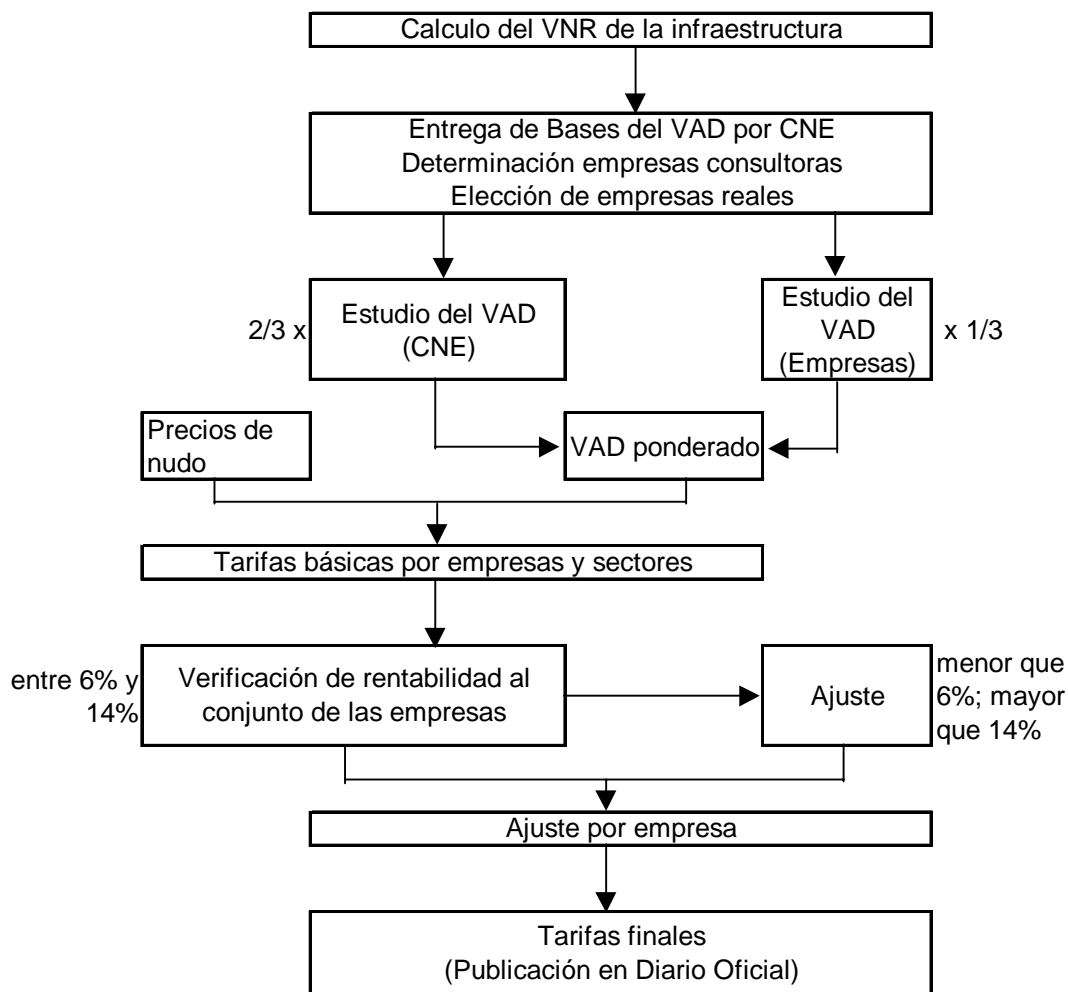 Calculo del VNR de la infraestructura
Entrega de Bases del VAD por CNE
Determinación empresas consultoras
Elección de empresas reales
2/3 x
Estudio del VAD
(CNE)
Estudio del
VAD
(Empresas)
x 1/3
Precios de
nudo
VAD ponderado
Tarifas básicas por empresas y sectores
entre 6% y
14%
Verificación de rentabilidad al
conjunto de las empresas
Ajuste
menor que
6%; mayor
que 14%
Ajuste por empresa
Tarifas finales
(Publicación en Diario Oficial)